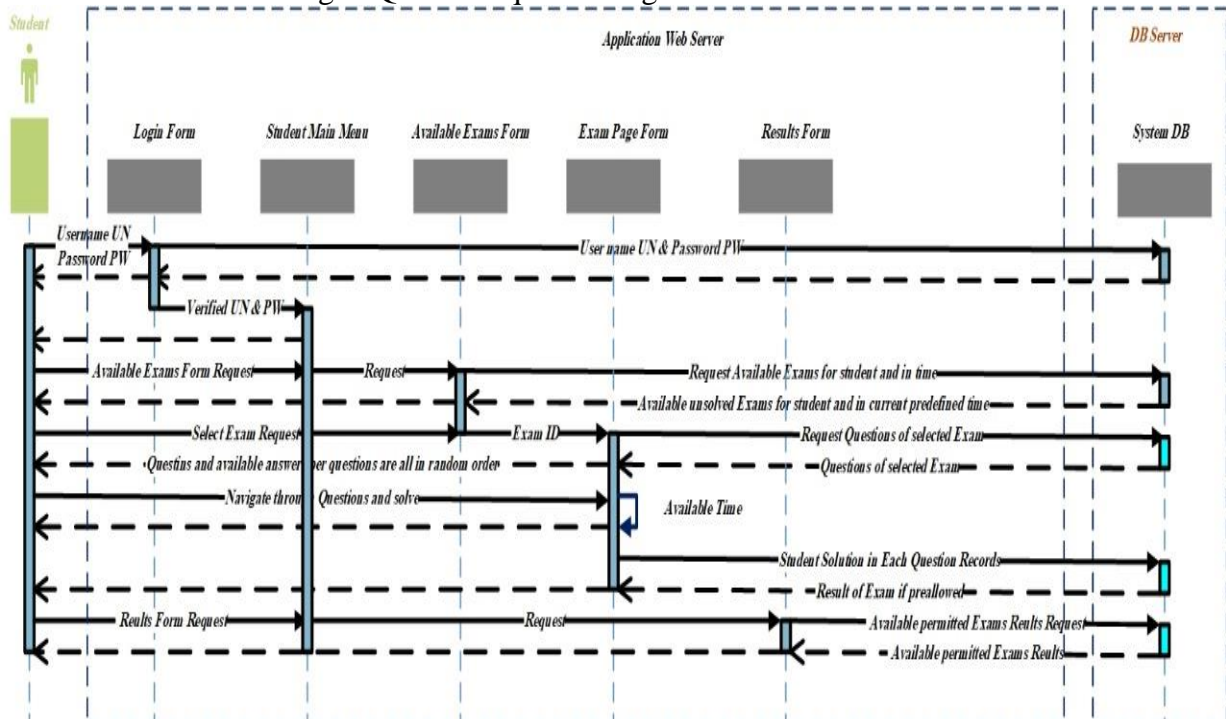 Student
Application Web Server
DB Server
Login Form
Student Main Menu
Available Exams Form
Exam Page Form
Results Form
System DB
Username UN
Password PW
User name UN & Password PW
Verified UN & PW
Available Exams Form Request
Request
Request Available Exams for student and in time
Available unsolved Exams for student and in current predefined time
Select Exam Request
Exam ID
Request Questions of selected Exam
Questins and available answer per questions are all in random order
Questions of selected Exam
Navigate throu Questions and solve
Available Time
Student Solution in Each Question Records
Result of Exam if preallowed
Reults Form Request
Request
Available permitted Exams Reults Request
Available permitted Exams Reults